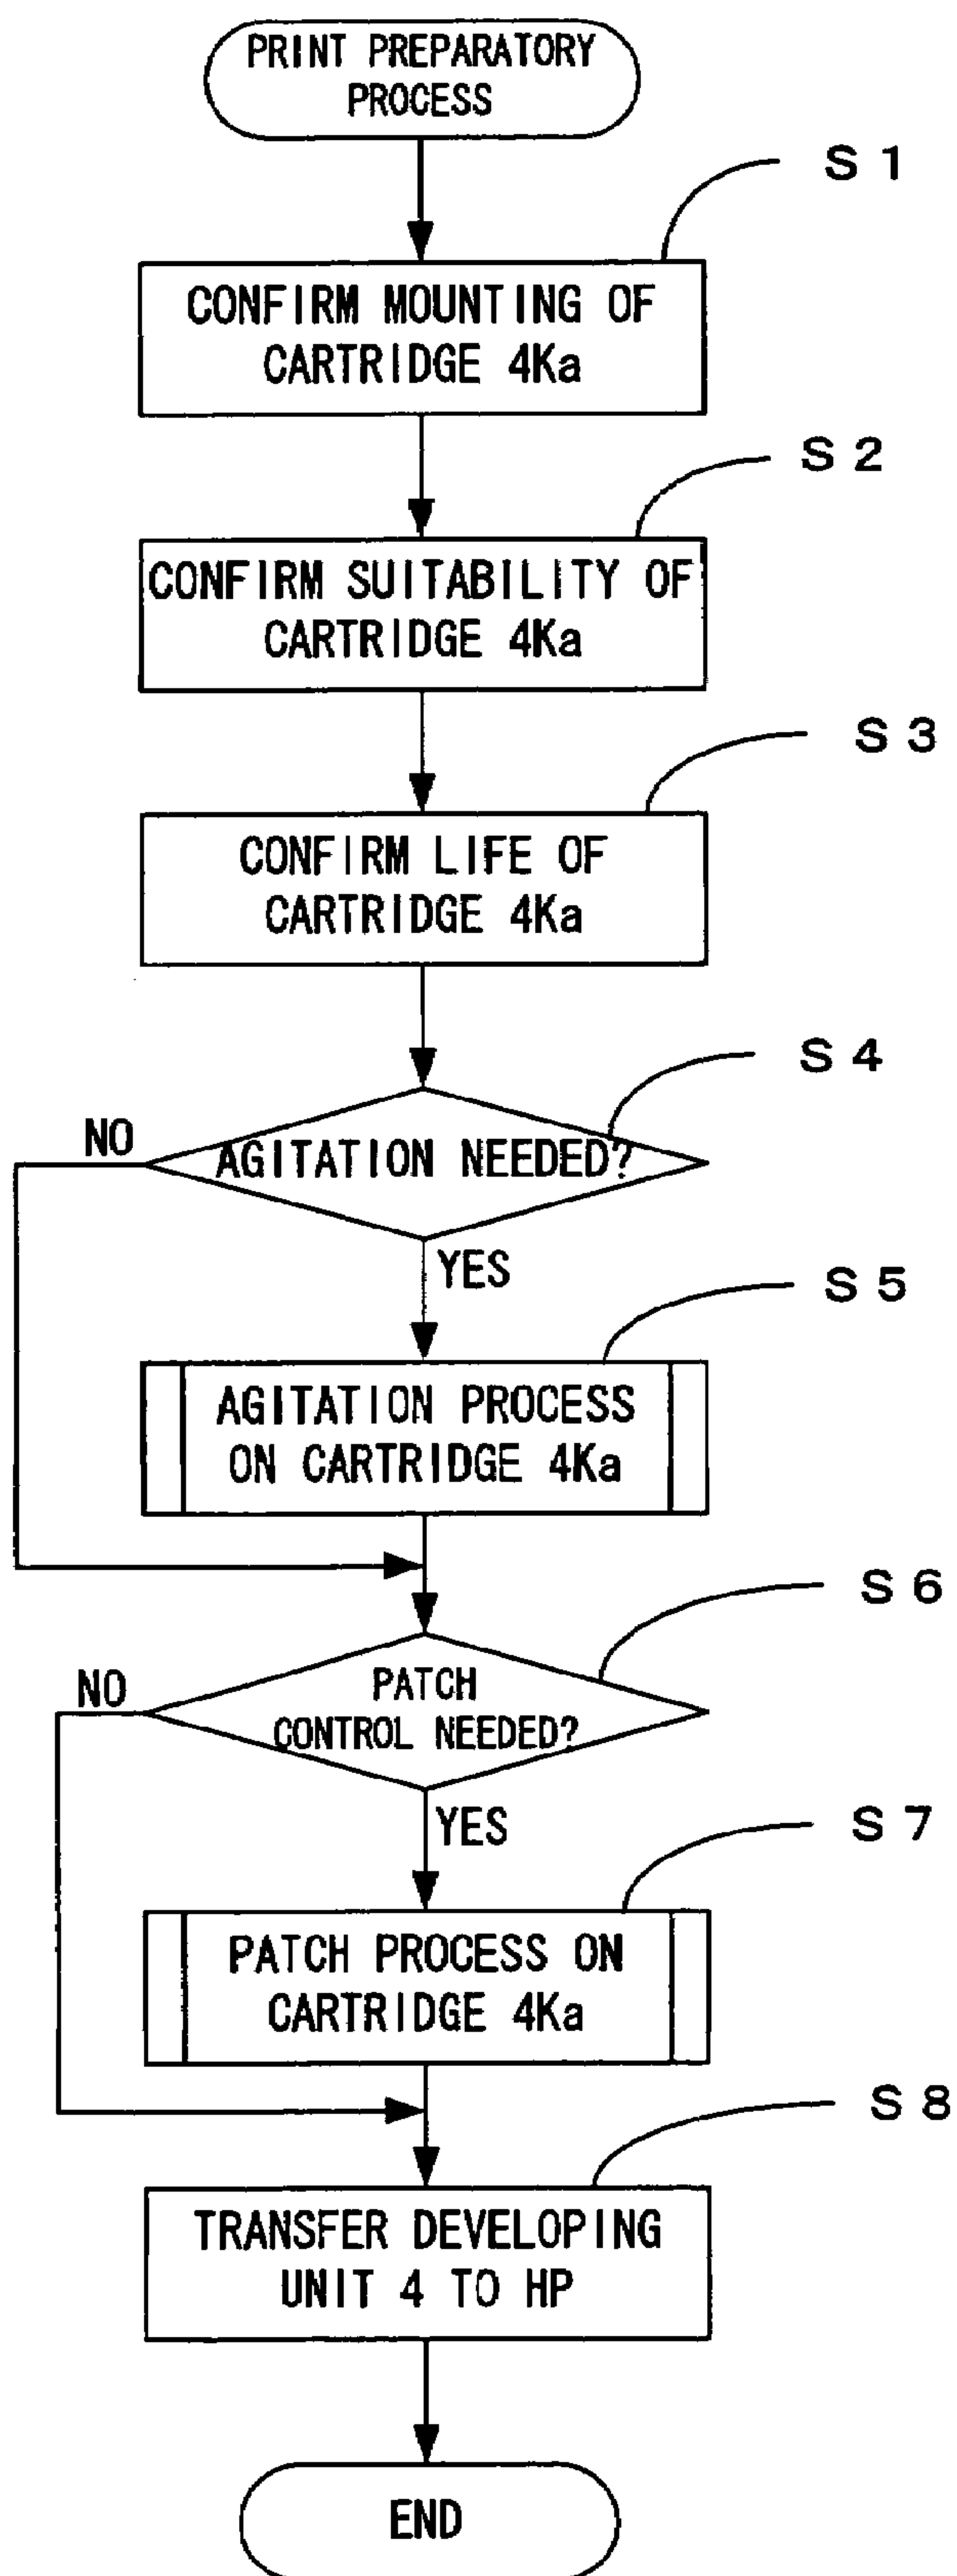 PRINT PREPARATORY
PROCESS
S 1
CONFIRM MOUNTING OF
CARTRIDGE 4Ka
S 2
CONFIRM SUITABILITY OF
CARTRIDGE 4Ka
S 3
CONFIRM LIFE OF
CARTRIDGE 4Ka
S 4
NO
AGITATION NEEDED?
YES
S 5
AGITATION PROCESS
ON CARTRIDGE 4Ka
S 6
NO
PATCH
CONTROL NEEDED?
YES
S 7
PATCH PROCESS ON
CARTRIDGE 4Ka
S 8
TRANSFER DEVELOPING
UNIT 4 TO HP
END